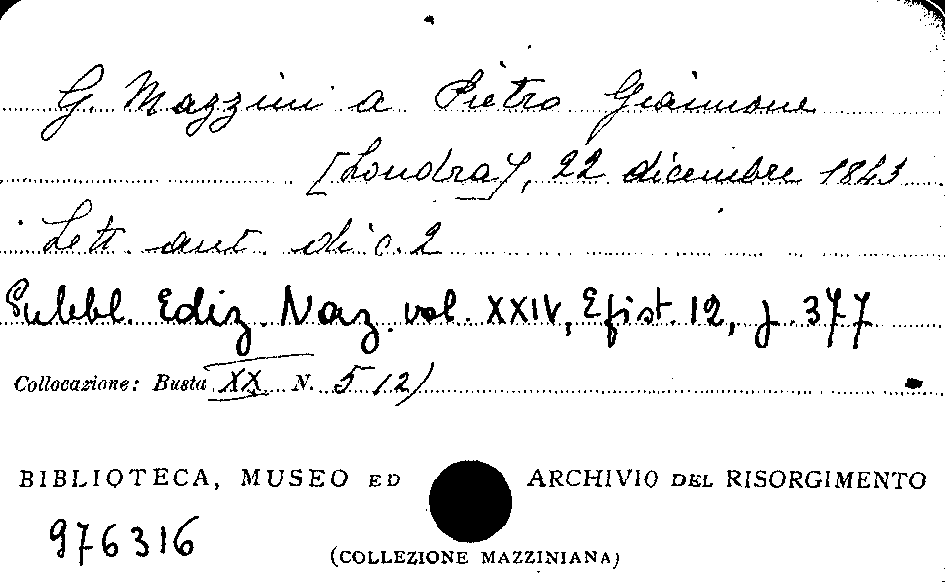 G. Mazzini a Pietro Giannone
[Londra], 22 dicembre 1843
Lett. aut. di c. 2
Pubbl. Ediz. Naz. vol. XXIV, Epist. 12, p. 377
Collocazione: Busta XX N. 5 (2)
BIBLIOTECA, MUSEO ED ARCHIVIO DEL RISORGIMENTO
976316
(COLLEZIONE MAZZINIANA)